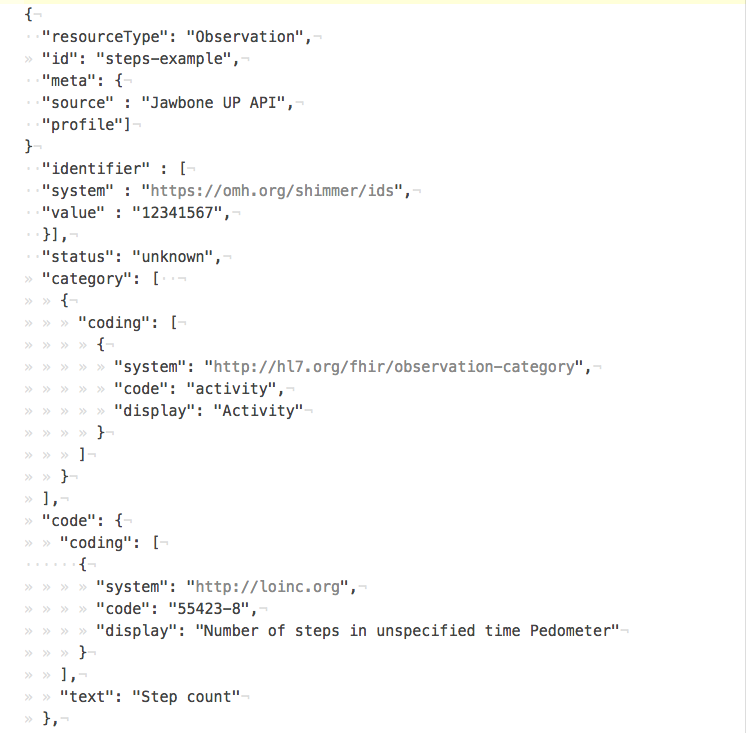 {
"resourceType": "Observation",
"id": "steps-example",
"meta": {
"source" : "Jawbone UP API",
"profile"]
}
"identifier" : [
"system" : "https://omh.org/shimmer/ids",
"value" : "12341567",
}],
"status": "unknown",
"category": [
{
"coding": [
{
"system": "http://hl7.org/fhir/observation-category",
"code": "activity",
"display": "Activity"
}
]
}
],
"code": {
"coding": [
{
"system": "http://loinc.org",
"code": "55423-8",
"display": "Number of steps in unspecified time Pedometer"
}
],
"text": "Step count"
},